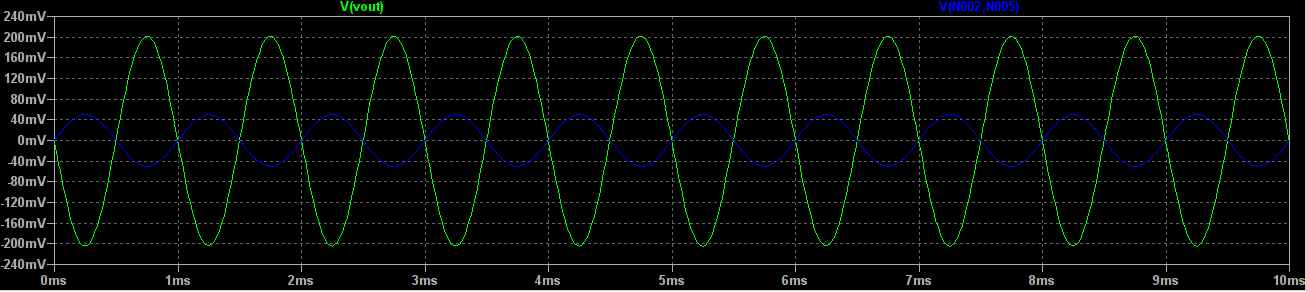 V(vout) V(N002,N005)
240mV
200mV
160mV
120mV
80mV
40mV
0mV
-40mV
-80mV
-120mV
-160mV
-200mV
-240mV
0ms 1ms 2ms 3ms 4ms 5ms 6ms 7ms 8ms 9ms 10ms